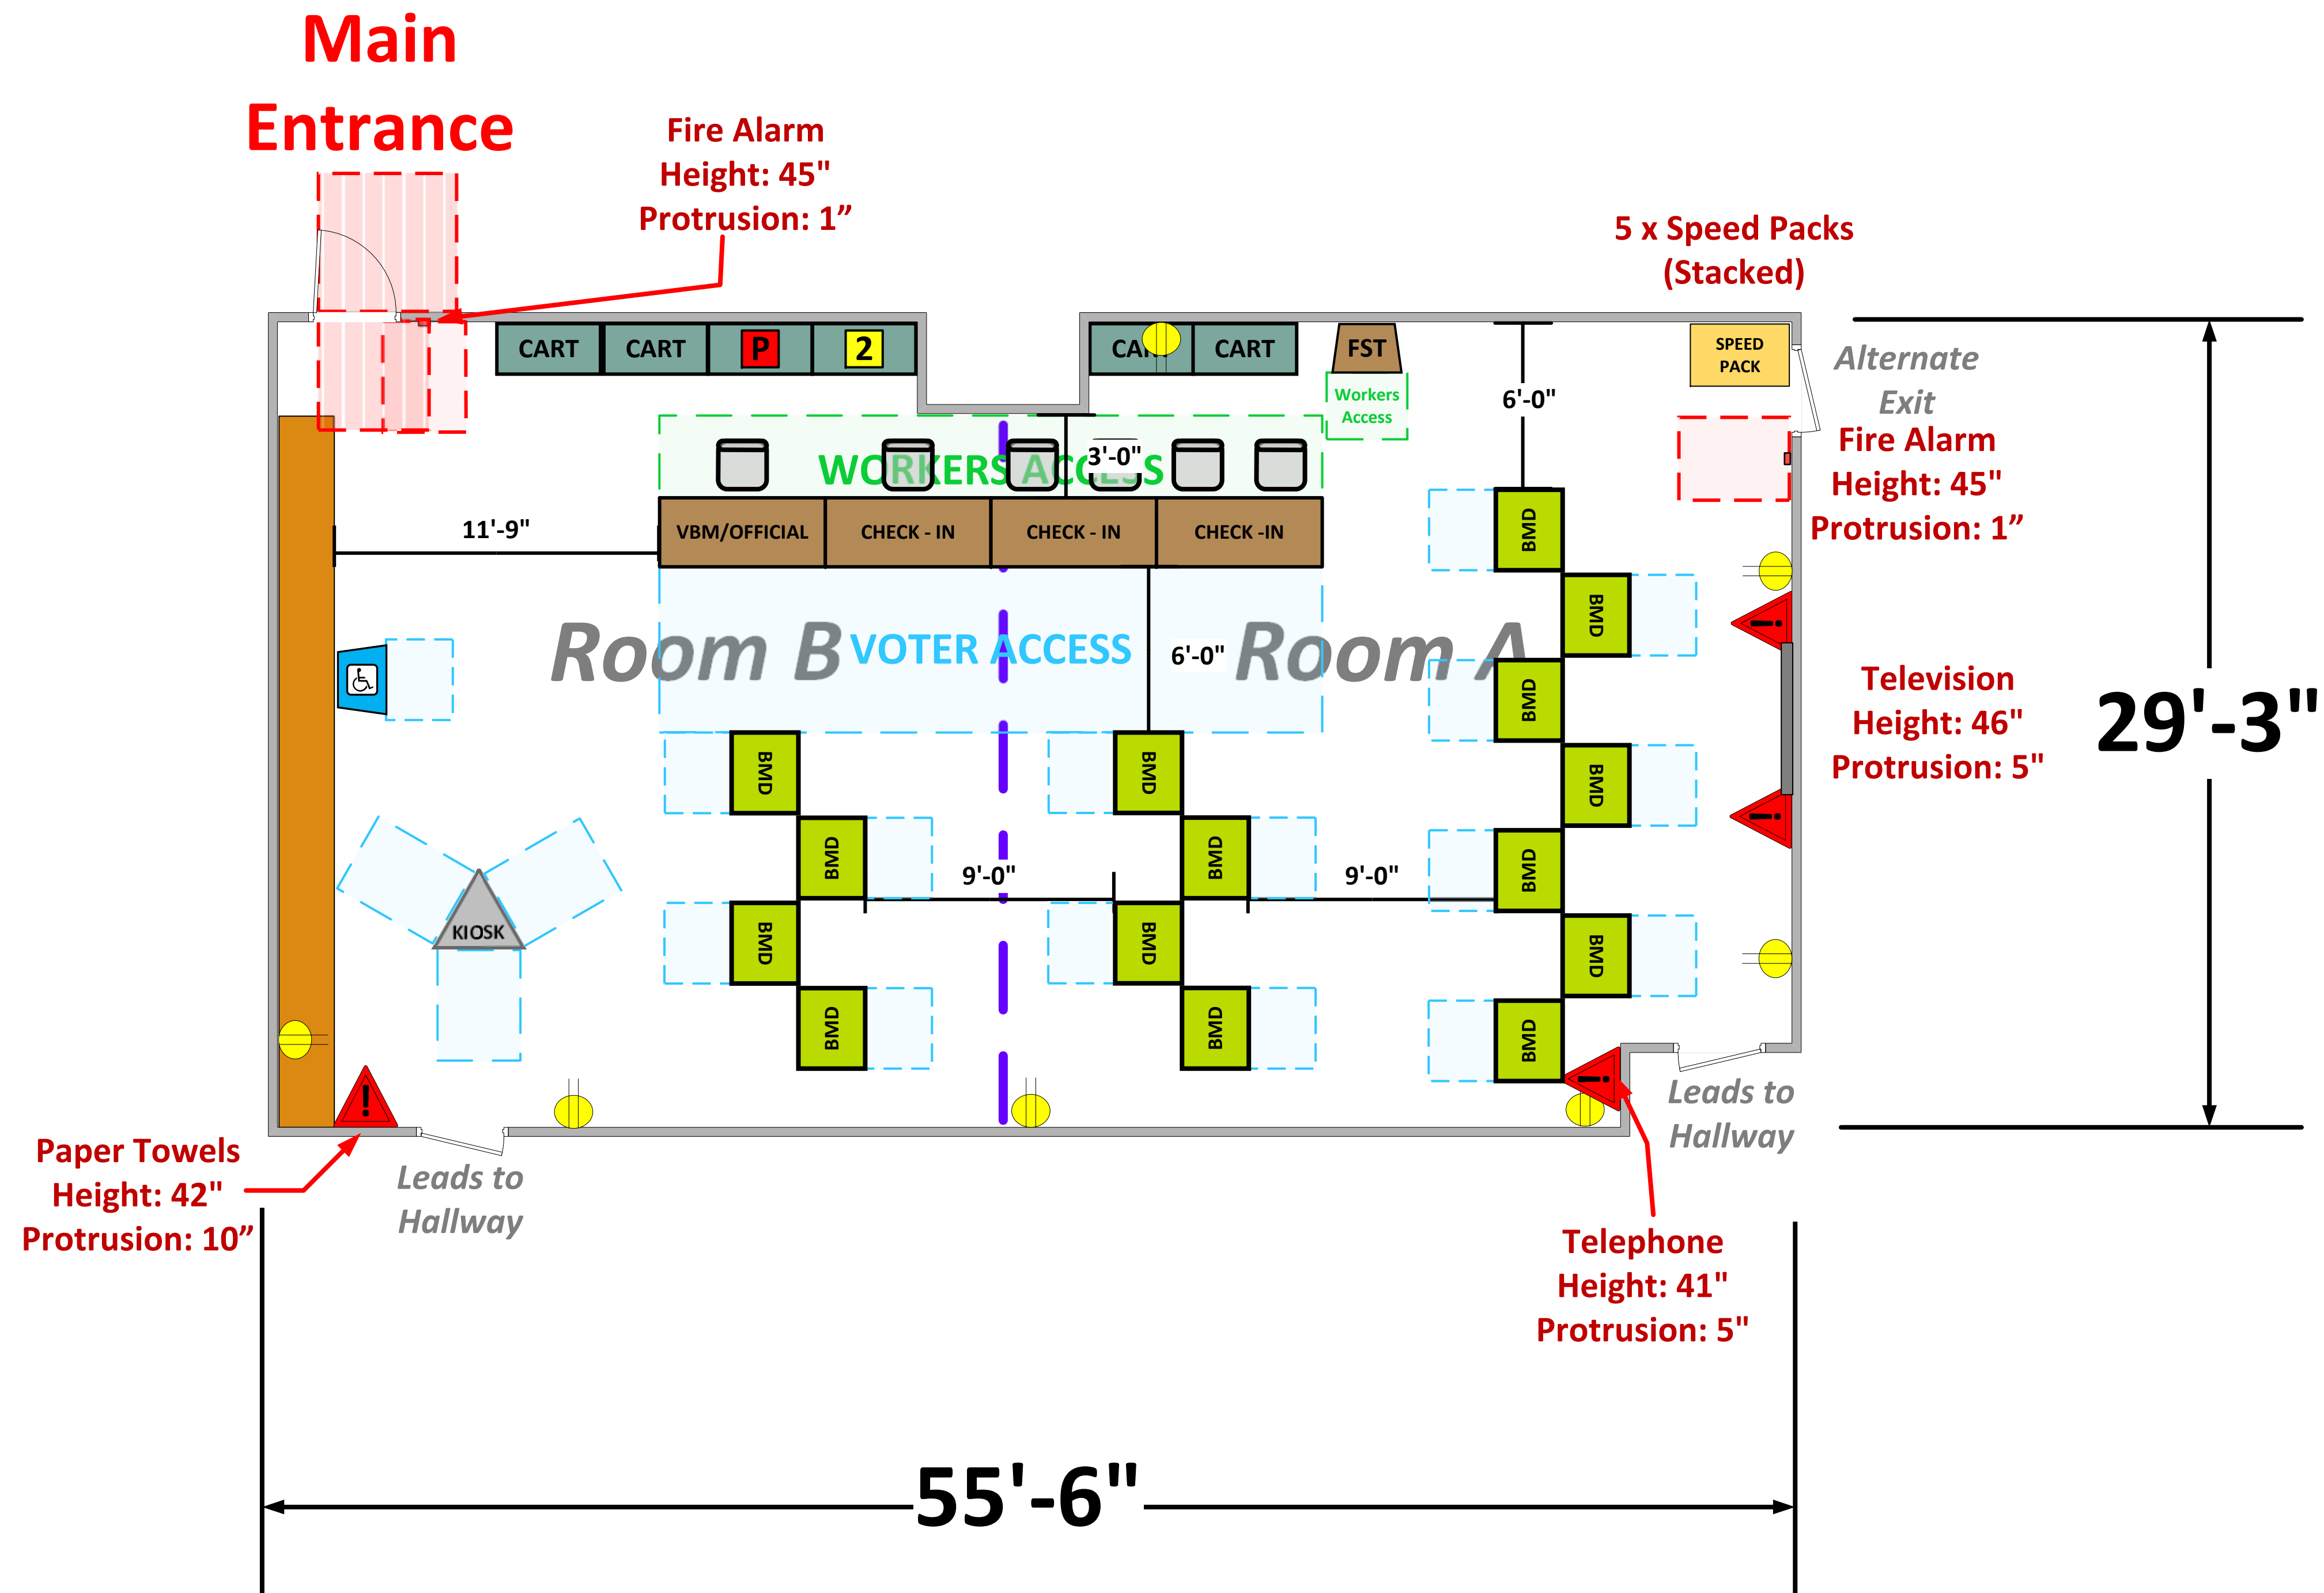 Main
Entrance
Fire Alarm
Height: 45"
Protrusion: 1”
5 x Speed Packs
(Stacked)
CART
CART
P
2
CART
CART
FST
Workers
Access
6'-0"
SPEED
PACK
Alternate
Exit
Fire Alarm
Height: 45"
Protrusion: 1”
WORKERS ACCESS
3'-0"
11'-9"
VBM/OFFICIAL
CHECK - IN
CHECK - IN
CHECK -IN
BMD
BMD
Room B
VOTER ACCESS
6'-0"
Room A
BMD
Television
Height: 46"
Protrusion: 5"
29'-3"
BMD
BMD
BMD
BMD
BMD
BMD
9'-0"
9'-0"
KIOSK
BMD
BMD
BMD
BMD
BMD
BMD
Leads to
Hallway
Paper Towels
Height: 42"
Protrusion: 10”
Leads to
Hallway
Telephone
Height: 41"
Protrusion: 5"
55'-6"